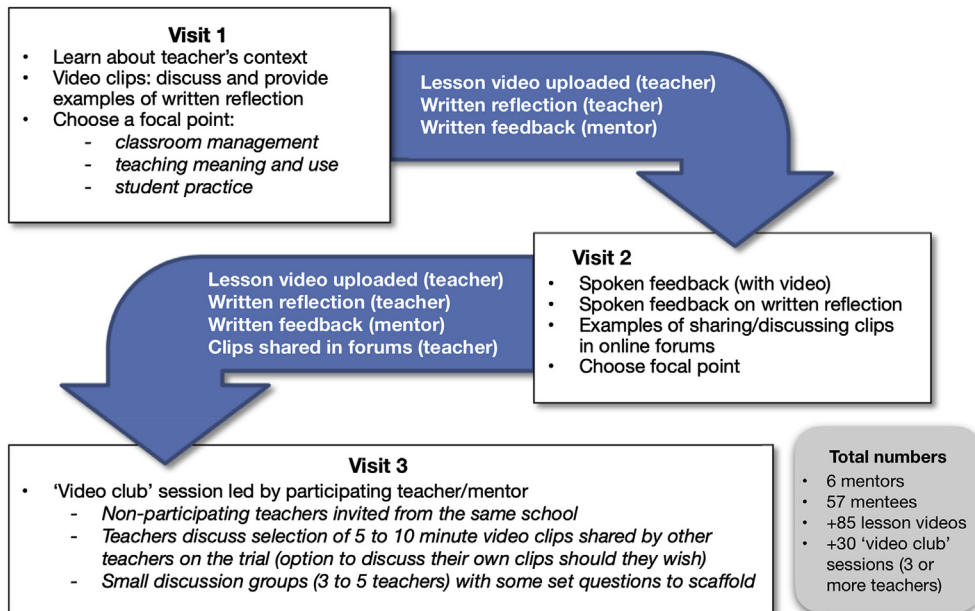 Visit 1
• Learn about teacher’s context
• Video clips: discuss and provide
examples of written reflection
• Choose a focal point:
- classroom management
- teaching meaning and use
- student practice
Lesson video uploaded (teacher)
Written reflection (teacher)
Written feedback (mentor)
Visit 2
• Spoken feedback (with video)
• Spoken feedback on written reflection
• Examples of sharing/discussing clips
in online forums
• Choose focal point
Lesson video uploaded (teacher)
Written reflection (teacher)
Written feedback (mentor)
Clips shared in forums (teacher)
Visit 3
• ‘Video club’ session led by participating teacher/mentor
- Non-participating teachers invited from the same school
- Teachers discuss selection of 5 to 10 minute video clips shared by other
teachers on the trial (option to discuss their own clips should they wish)
- Small discussion groups (3 to 5 teachers) with some set questions to scaffold
Total numbers
• 6 mentors
• 57 mentees
• +85 lesson videos
• +30 ‘video club’
sessions (3 or
more teachers)